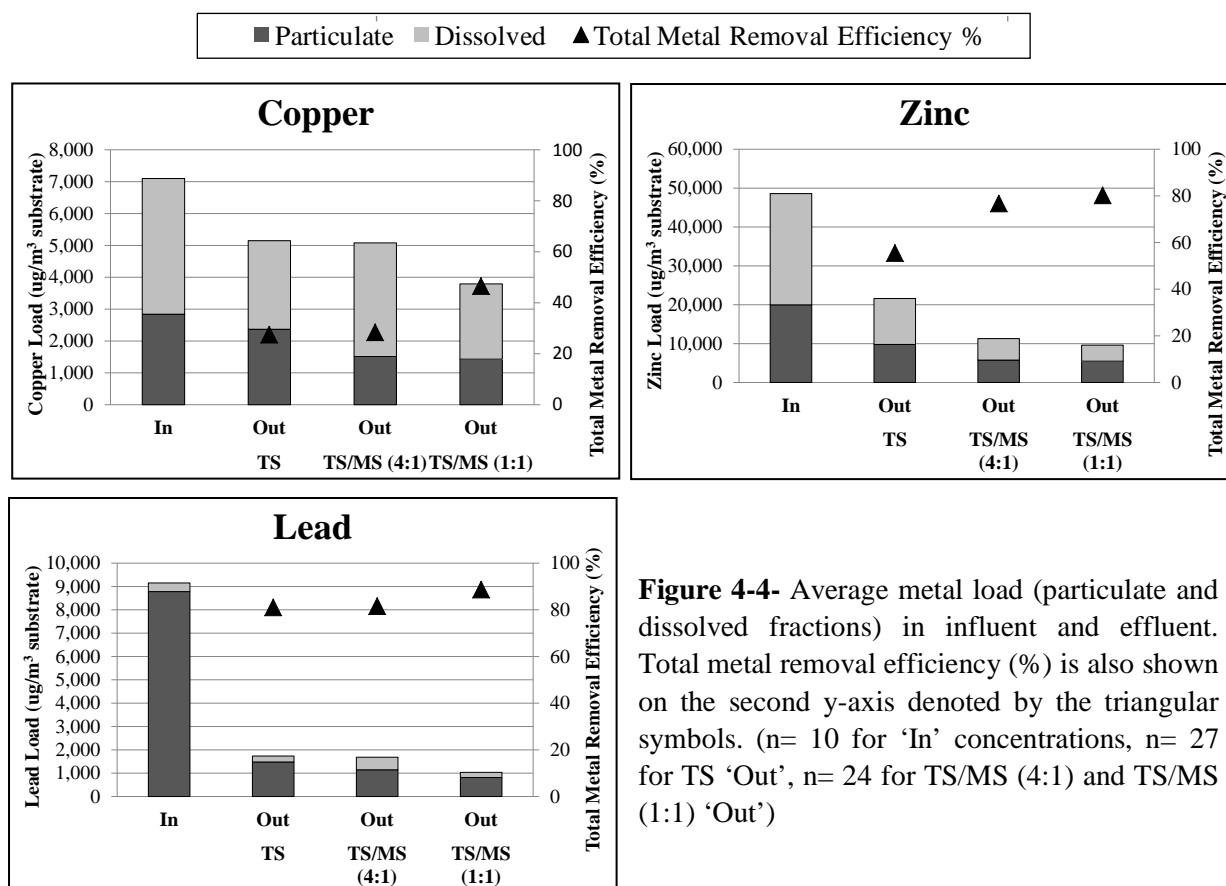 Particulate Dissolved Total Metal Removal Efficiency %
Copper
Copper Load (ug/m³ substrate)
8,000
7,000
6,000
5,000
4,000
3,000
2,000
1,000
0
100
80
60
40
20
0
Total Metal Removal Efficiency (%)
In Out Out Out
TS TS/MS (4:1) TS/MS (1:1)
Zinc
Zinc Load (ug/m³ substrate)
60,000
50,000
40,000
30,000
20,000
10,000
0
100
80
60
40
20
0
Total Metal Removal Efficiency (%)
In Out Out Out
TS TS/MS TS/MS
(4:1) (1:1)
Lead
Lead Load (ug/m³ substrate)
10,000
9,000
8,000
7,000
6,000
5,000
4,000
3,000
2,000
1,000
0
100
80
60
40
20
0
Total Metal Removal Efficiency (%)
In Out Out Out
TS TS/MS TS/MS
(4:1) (1:1)
Figure 4-4- Average metal load (particulate and
dissolved fractions) in influent and effluent.
Total metal removal efficiency (%) is also shown
on the second y-axis denoted by the triangular
symbols. (n= 10 for ‘In’ concentrations, n= 27
for TS ‘Out’, n= 24 for TS/MS (4:1) and TS/MS
(1:1) ‘Out’)